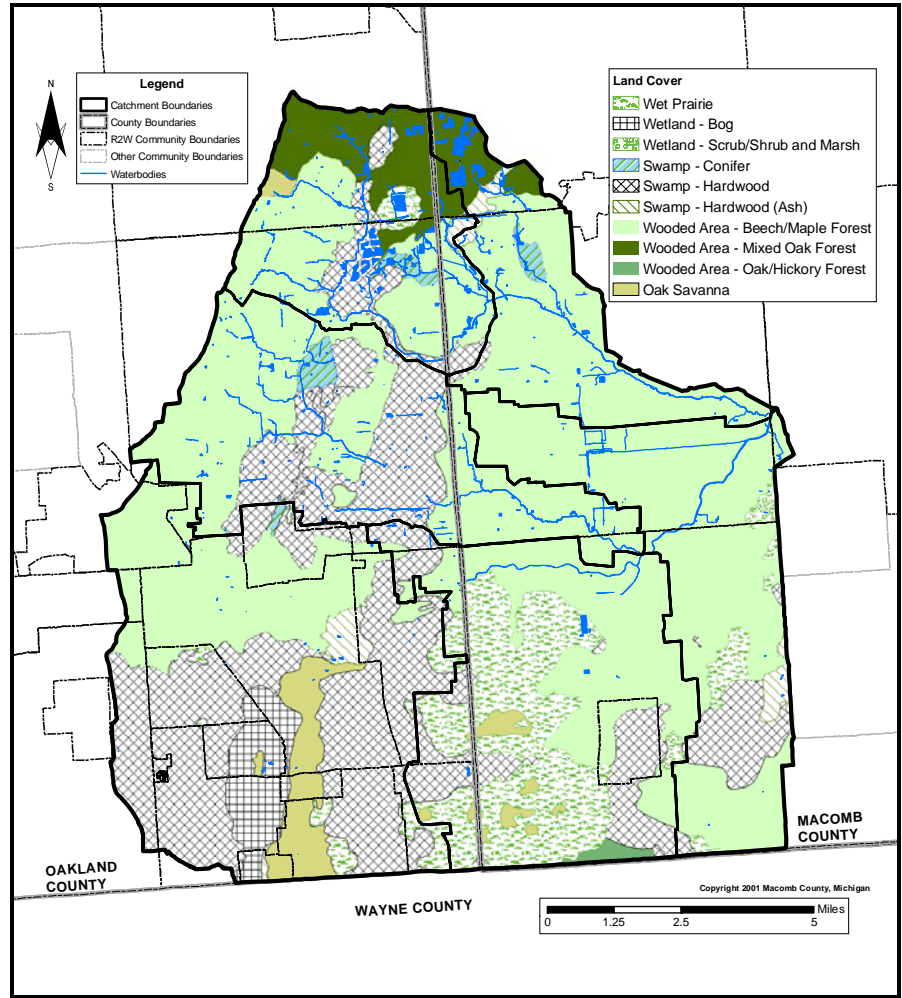 N
S
Legend
Catchment Boundaries
County Boundaries
R2W Community Boundaries
Other Community Boundaries
Waterbodies
Land Cover
Wet Prairie
Wetland - Bog
Wetland - Scrub/Shrub and Marsh
Swamp - Conifer
Swamp - Hardwood
Swamp - Hardwood (Ash)
Wooded Area - Beech/Maple Forest
Wooded Area - Mixed Oak Forest
Wooded Area - Oak/Hickory Forest
Oak Savanna
MACOMB
COUNTY
OAKLAND
COUNTY
WAYNE COUNTY
Copyright 2001 Macomb County, Michigan
Miles
0 1.25 2.5 5